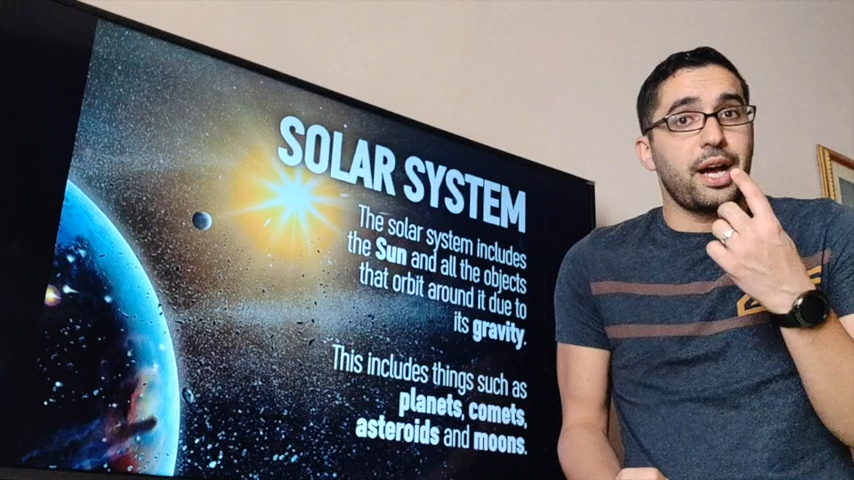 SOLAR SYSTEM
The solar system includes
the Sun and all the objects
that orbit around it due to
its gravity.
This includes things such as
planets, comets,
asteroids and moons.